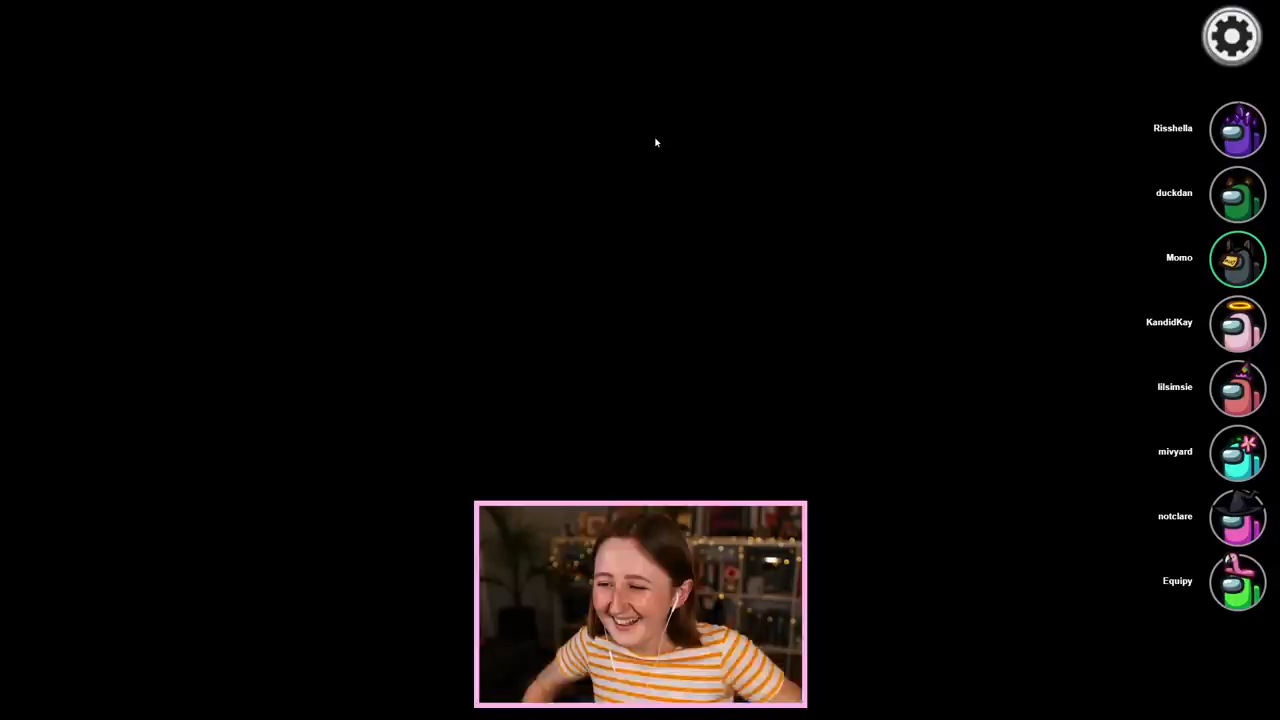 Risshella
duckdan
Momo
KandidKay
lilsimsie
mivyard
notclare
Equipy